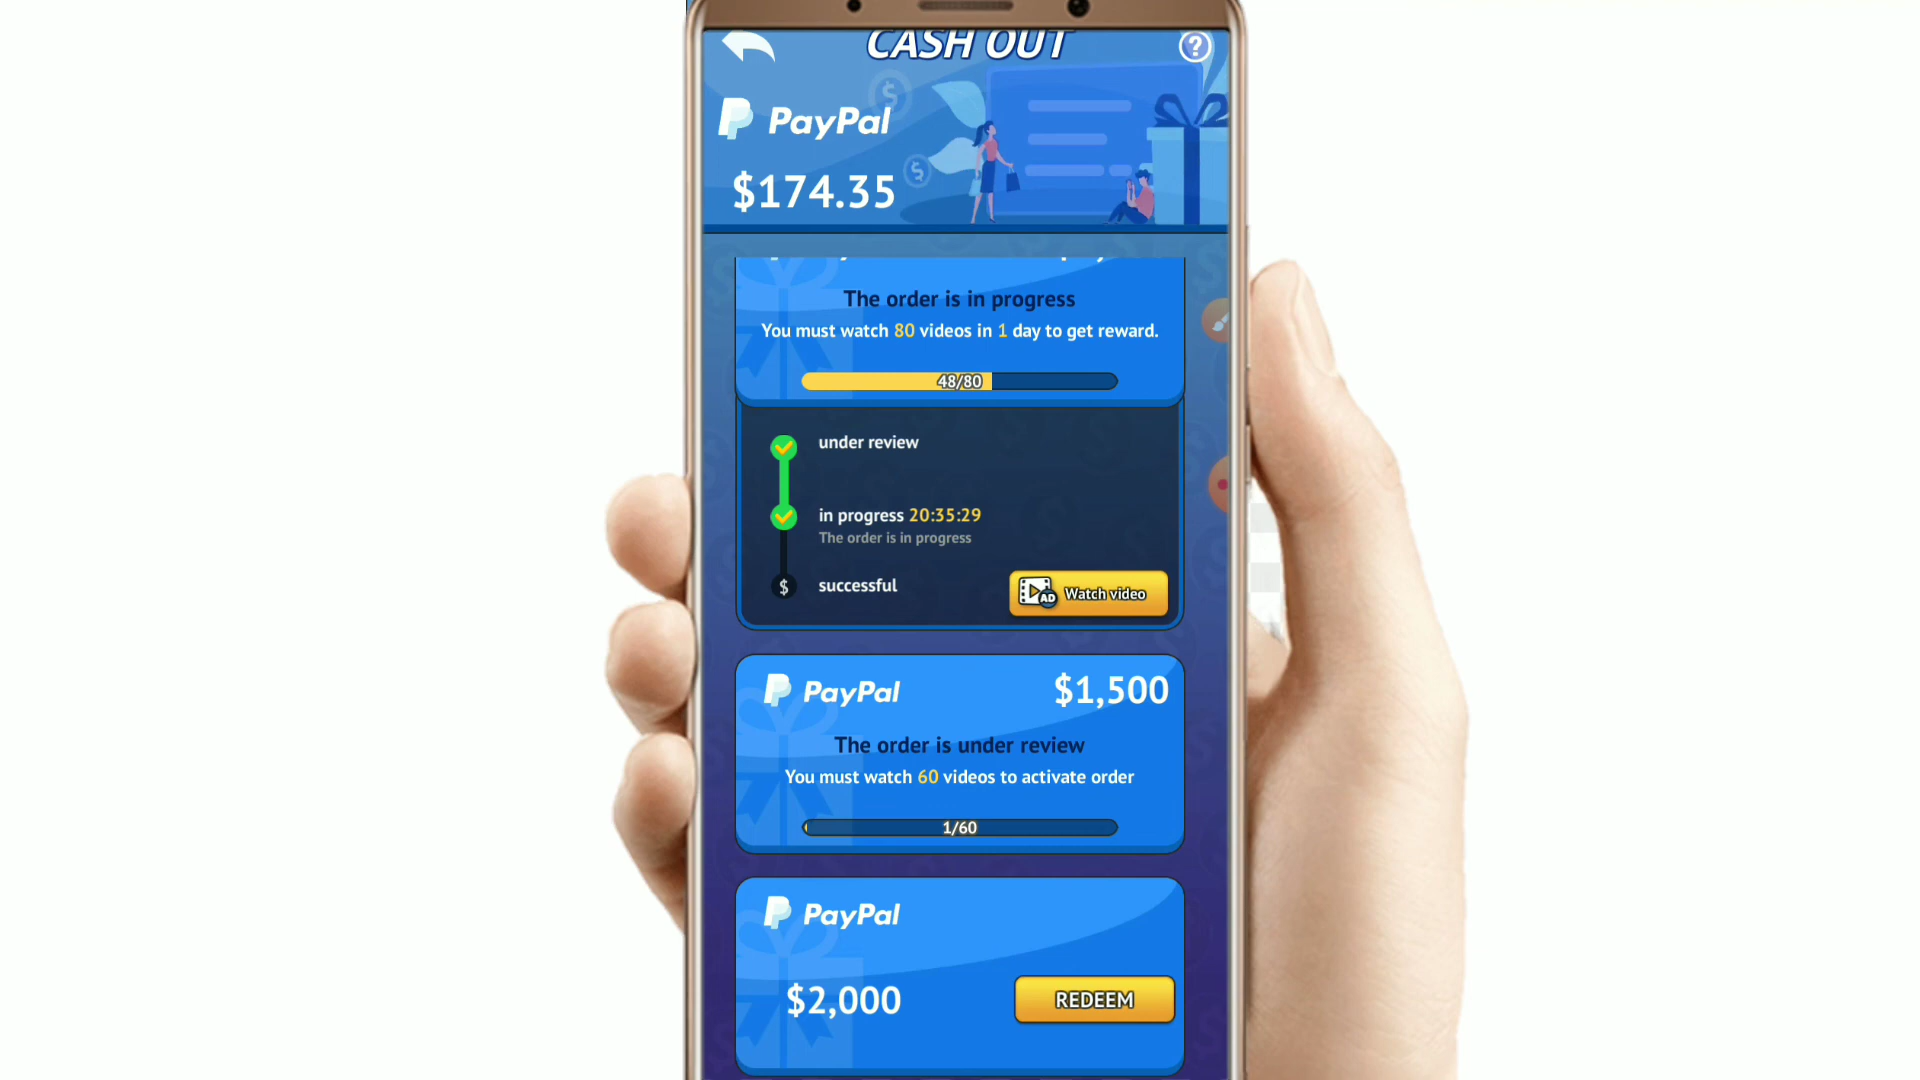 CASH OUT
?
PayPal
$174.35
The order is in progress
You must watch 80 videos in 1 day to get reward.
48/80
under review
in progress 20:35:29
The order is in progress
$ successful
AD Watch video
PayPal $1,500
The order is under review
You must watch 60 videos to activate order
1/60
PayPal
$2,000 REDEEM